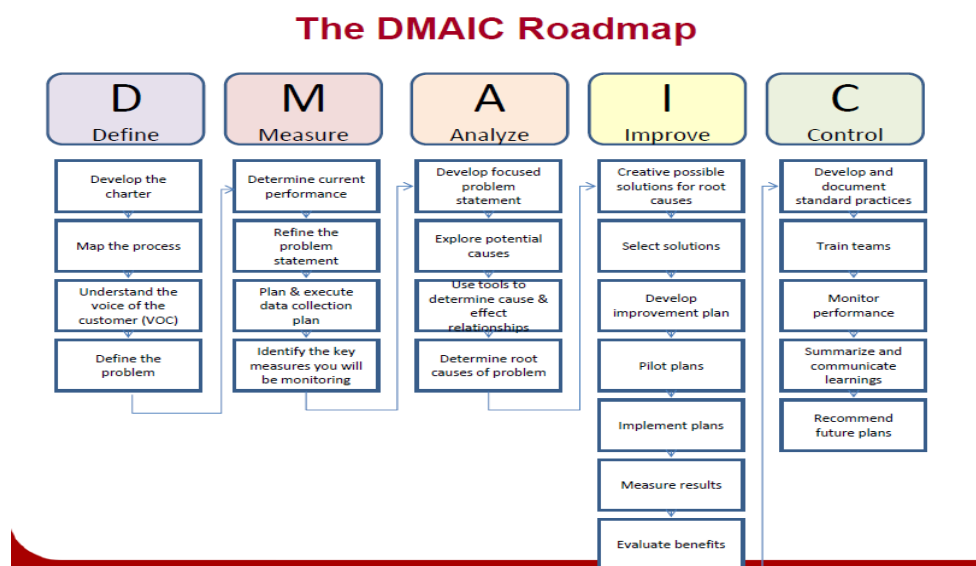 The DMAIC Roadmap
D
Define
Develop the
charter
Map the process
Understand the
voice of the
customer (VOC)
Define the
problem
M
Measure
Determine current
performance
Refine the
problem
statement
Plan & execute
data collection
plan
Identify the key
measures you will
be monitoring
A
Analyze
Develop focused
problem
statement
Explore potential
causes
Use tools to
determine cause &
effect
relationships
Determine root
causes of problem
I
Improve
Creative possible
solutions for root
causes
Select solutions
Develop
improvement plan
Pilot plans
Implement plans
Measure results
Evaluate benefits
C
Control
Develop and
document
standard practices
Train teams
Monitor
performance
Summarize and
communicate
learnings
Recommend
future plans